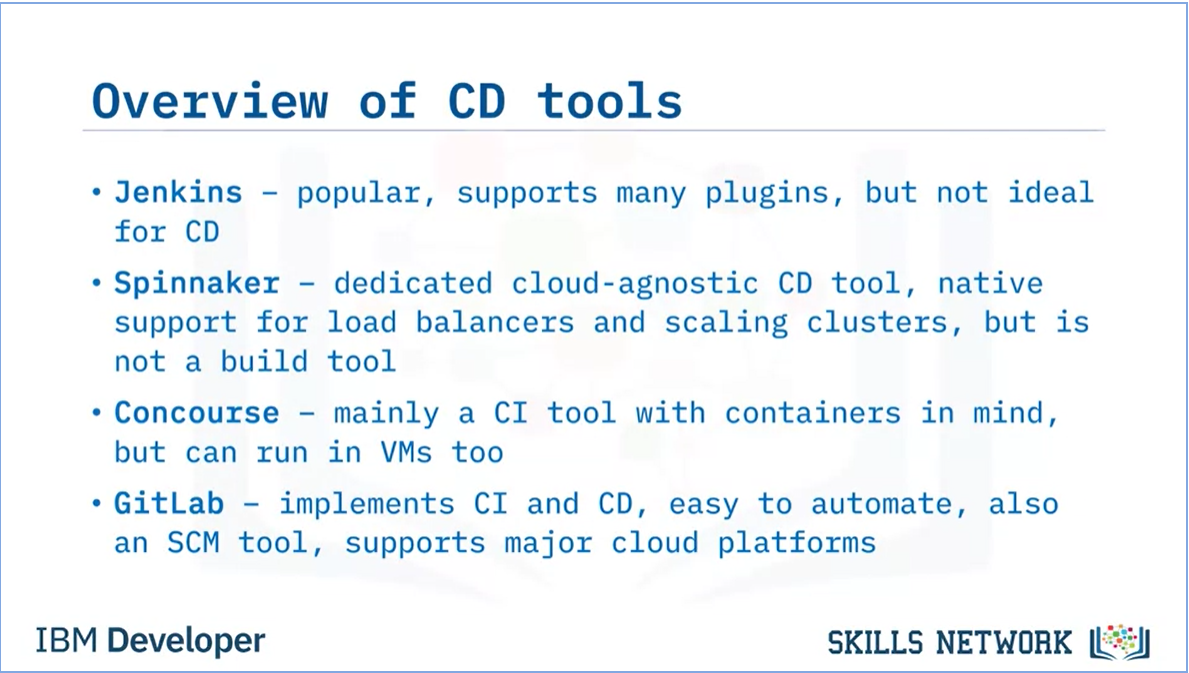 Overview of CD tools
• Jenkins – popular, supports many plugins, but not ideal
for CD
• Spinnaker – dedicated cloud-agnostic CD tool, native
support for load balancers and scaling clusters, but is
not a build tool
• Concourse – mainly a CI tool with containers in mind,
but can run in VMs too
• GitLab – implements CI and CD, easy to automate, also
an SCM tool, supports major cloud platforms
IBM Developer
SKILLS NETWORK